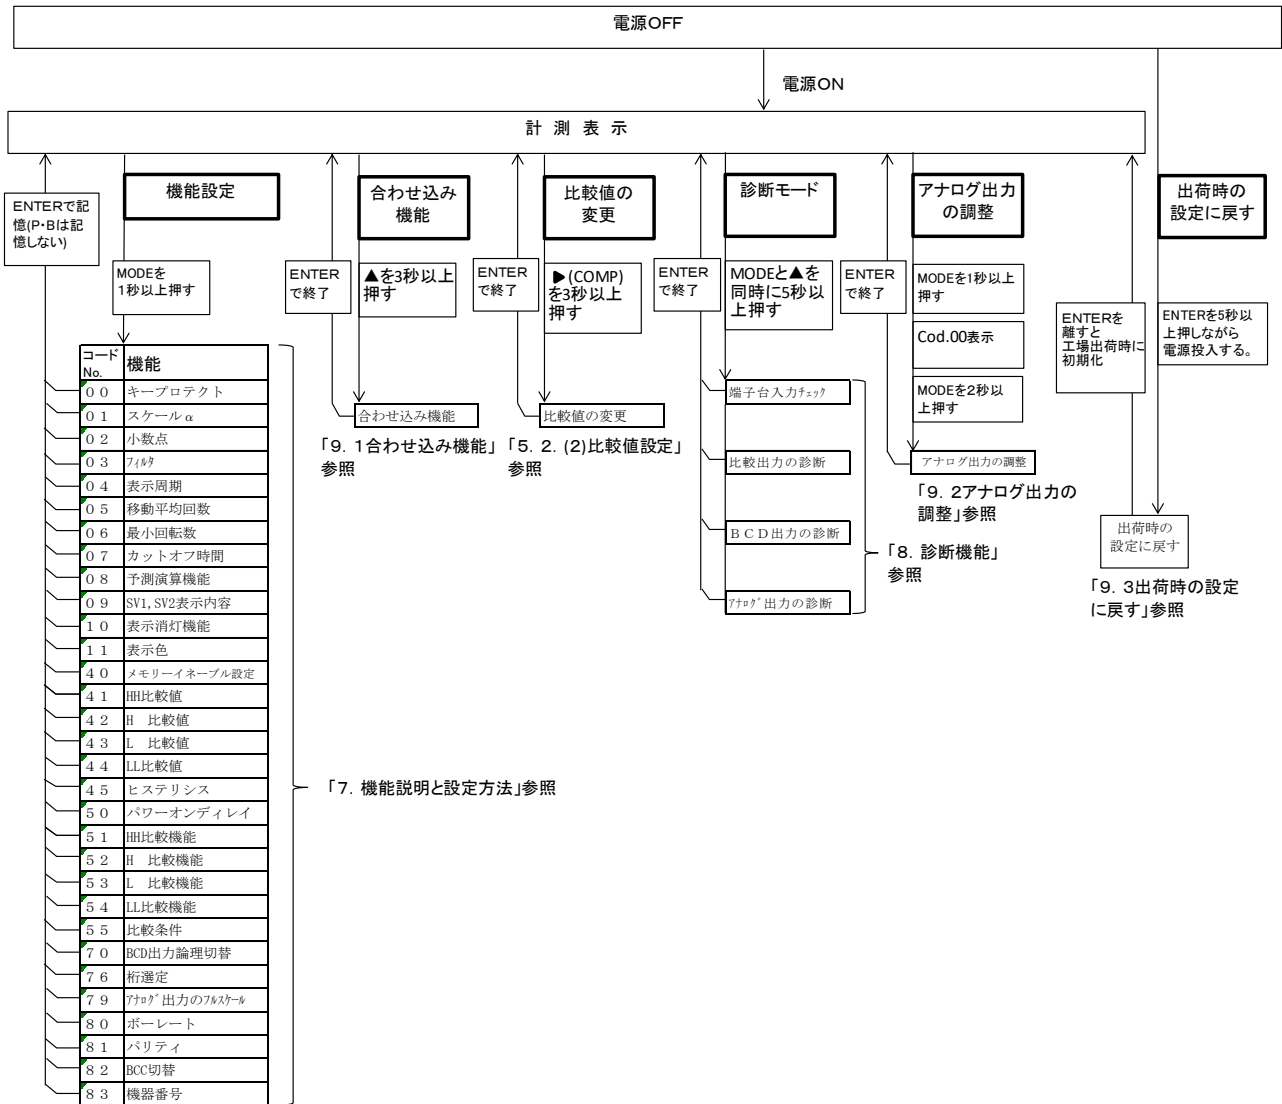 電源OFF
電源ON
計 測 表 示
ENTERで記
憶(P・Bは記
憶しない)
機能設定
MODEを
1秒以上押す
コード
No.
機能
００ キープロテクト
０１ スケールα
０２ 小数点
０３ ﾌｨﾙﾀ
０４ 表示周期
０５ 移動平均回数
０６ 最小回転数
０７ カットオフ時間
０８ 予測演算機能
０９ SV1,SV2表示内容
１０ 表示消灯機能
１１ 表示色
４０ メモリーイネーブル設定
４１ HH比較値
４２ H 比較値
４３ L 比較値
４４ LL比較値
４５ ヒステリシス
５０ パワーオンディレイ
５１ HH比較機能
５２ H 比較機能
５３ L 比較機能
５４ LL比較機能
５５ 比較条件
７０ BCD出力論理切替
７６ 桁選定
７９ ｱﾅﾛｸﾞ出力のﾌﾙｽｹｰﾙ
８０ ボーレート
８１ パリティ
８２ BCC切替
８３ 機器番号
「7. 機能説明と設定方法」参照
合わせ込み
機能
ENTER
で終了
▲を3秒以上
押す
合わせ込み機能
「9. 1合わせ込み機能」
参照
比較値の
変更
ENTER
で終了
▶(COMP)
を3秒以上
押す
比較値の変更
「5. 2. (2)比較値設定」
参照
診断モード
ENTER
で終了
MODEと▲を
同時に5秒以
上押す
端子台入力ﾁｪｯｸ
比較出力の診断
ＢＣＤ出力の診断
ｱﾅﾛｸﾞ出力の診断
「8. 診断機能」
参照
アナログ出力
の調整
ENTER
で終了
MODEを1秒以上
押す
Cod.00表示
MODEを2秒以
上押す
アナログ出力の調整
「9. 2アナログ出力の
調整」参照
出荷時の
設定に戻す
ENTERを
離すと
工場出荷時に
初期化
ENTERを5秒以
上押しながら
電源投入する。
出荷時の
設定に戻す
「9. 3出荷時の設定
に戻す」参照